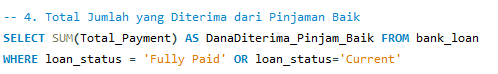 -- 4. Total Jumlah yang Diterima dari Pinjaman Baik
SELECT SUM(Total_Payment) AS DanaDiterima_Pinjam_Baik FROM bank_loan
WHERE loan_status = 'Fully Paid' OR loan_status='Current'